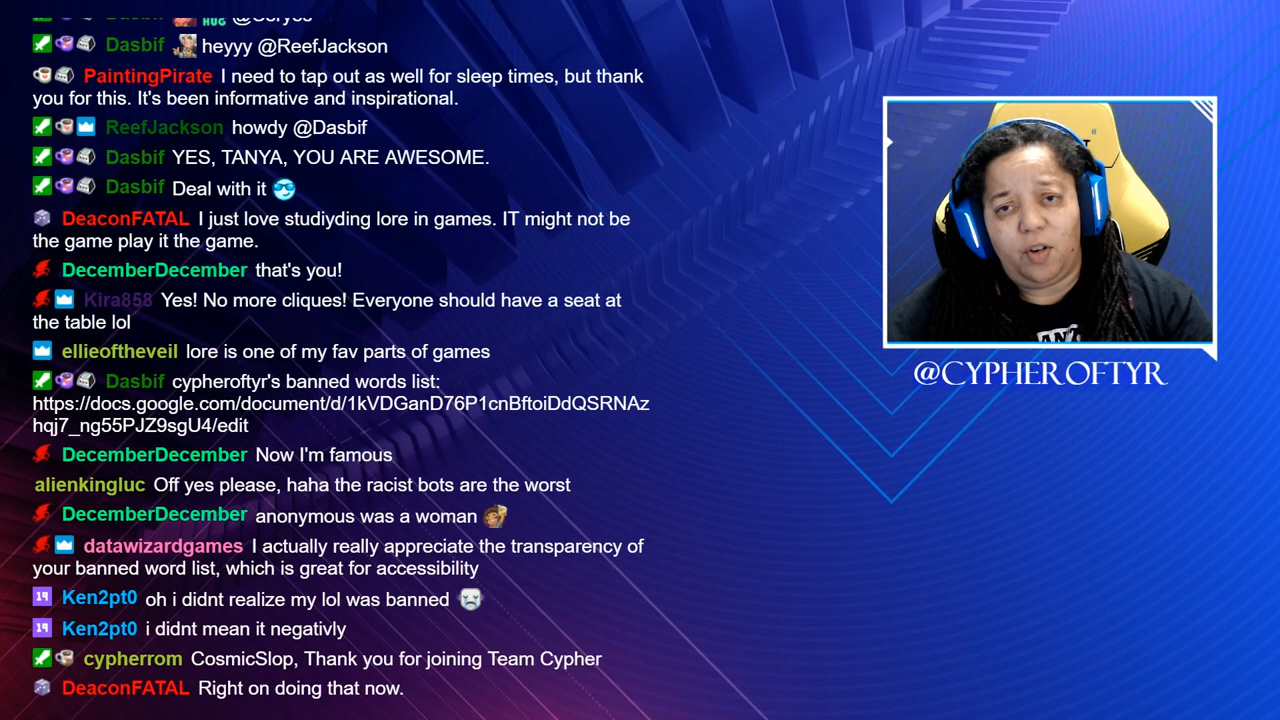 Dasbif heyyy @ReefJackson
PaintingPirate I need to tap out as well for sleep times, but thank
you for this. It's been informative and inspirational.
ReefJackson howdy @Dasbif
Dasbif YES, TANYA, YOU ARE AWESOME.
Dasbif Deal with it
DeaconFATAL I just love studiyding lore in games. IT might not be
the game play it the game.
DecemberDecember that's you!
Kira858 Yes! No more cliques! Everyone should have a seat at
the table lol
ellieoftheveil lore is one of my fav parts of games
Dasbif cypheroftyr's banned words list:
https://docs.google.com/document/d/1kVDGanD76P1cnBftoiDdQSRNAz
hqj7_ng55PJZ9sgU4/edit
DecemberDecember Now I'm famous
alienkingluc Off yes please, haha the racist bots are the worst
DecemberDecember anonymous was a woman
datawizardgames I actually really appreciate the transparency of
your banned word list, which is great for accessibility
Ken2pt0 oh i didnt realize my lol was banned
Ken2pt0 i didnt mean it negativly
cypherrom CosmicSlop, Thank you for joining Team Cypher
DeaconFATAL Right on doing that now.
@CYPHEROFTYR